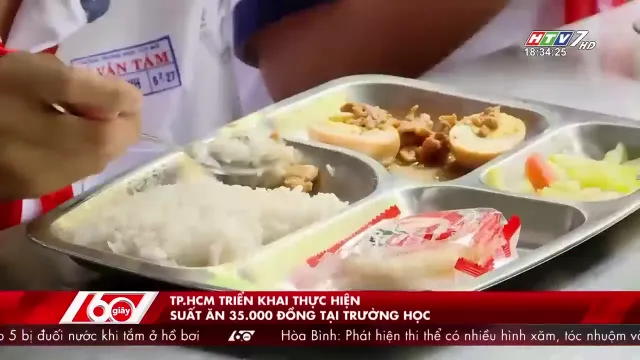 HTV7 HD
18:34:25
VĂN TÁM
TP.HCM TRIỂN KHAI THỰC HIỆN
SUẤT ĂN 35.000 ĐỒNG TẠI TRƯỜNG HỌC
60 giây
p 5 bị đuối nước khi tắm ở hồ bơi
Hòa Bình: Phát hiện thi thể có nhiều hình xăm, tóc nhuộm v